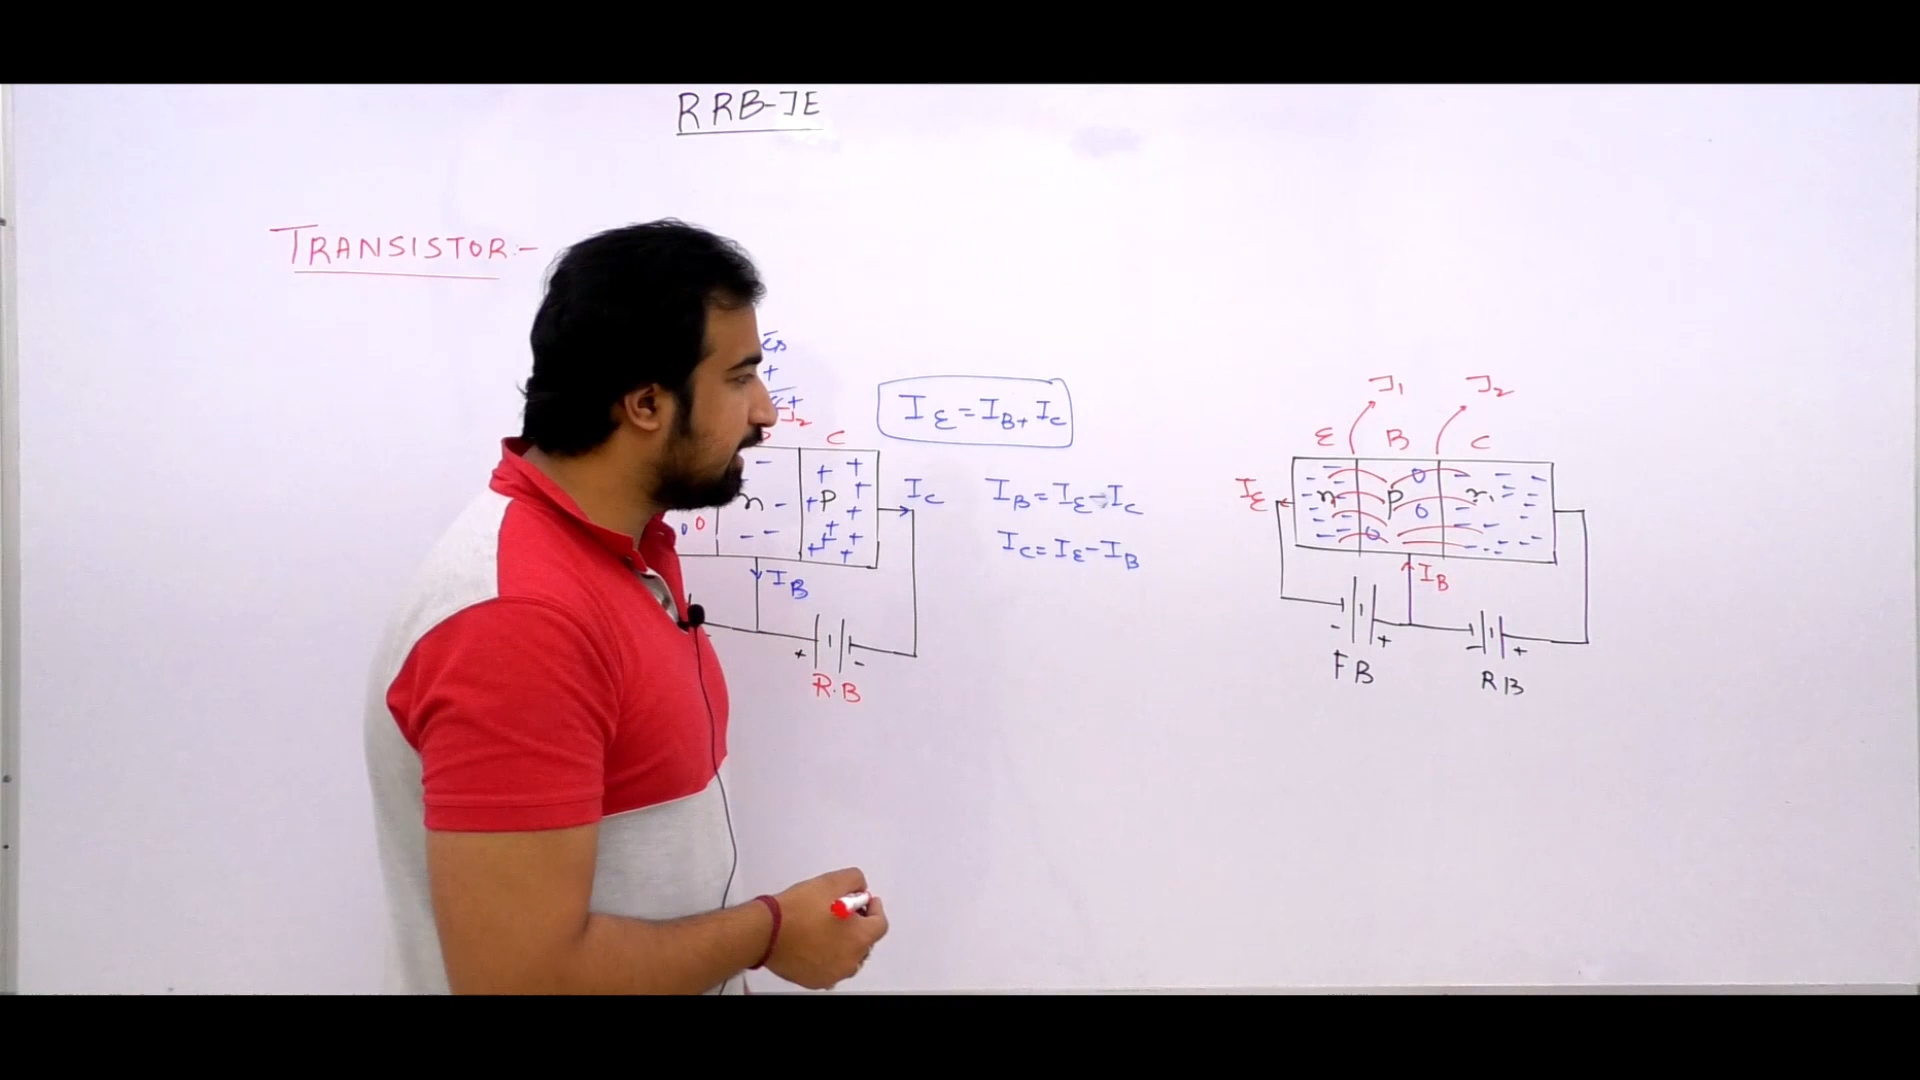 RRB-JE
TRANSISTOR:-
+
J2
C
IE = IB + IC
n
P
IC
IB = IE - IC
IC = IE - IB
IB
+ -
R.B
J1 J2
E B C
IE
n P n
IB
- + - +
FB RB